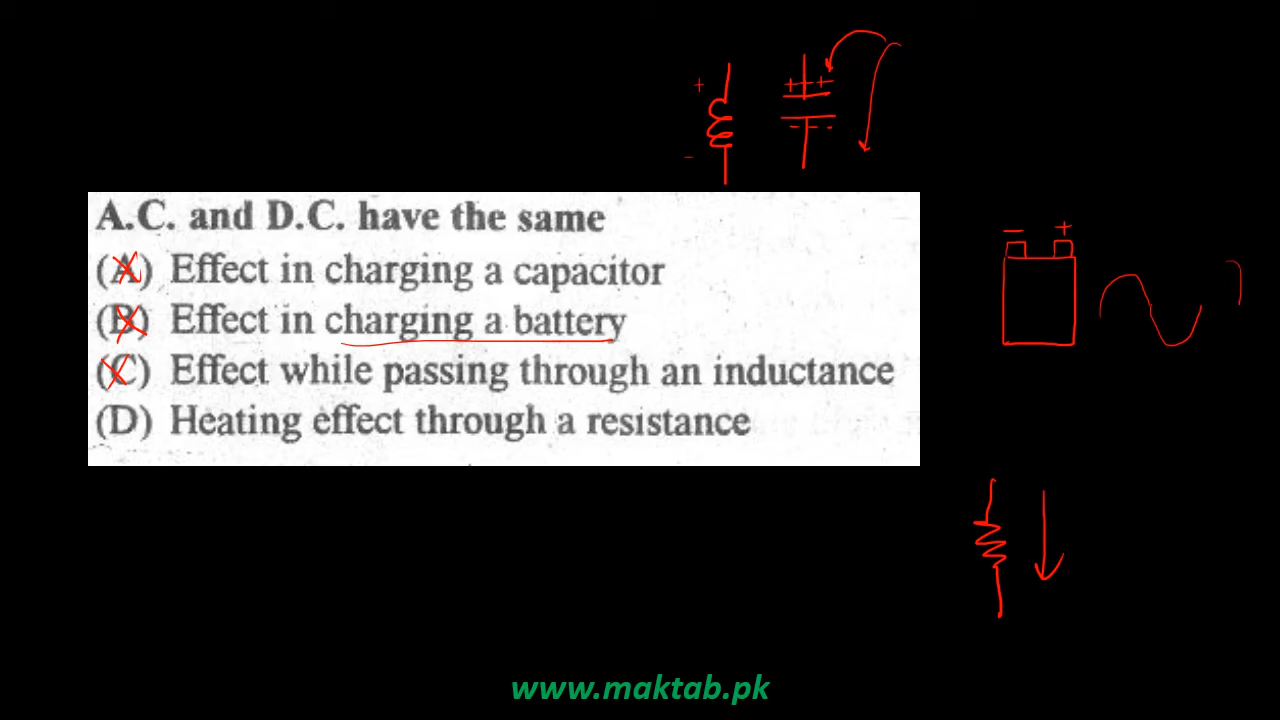 A.C. and D.C. have the same
(A) Effect in charging a capacitor
(B) Effect in charging a battery
(C) Effect while passing through an inductance
(D) Heating effect through a resistance
www.maktab.pk